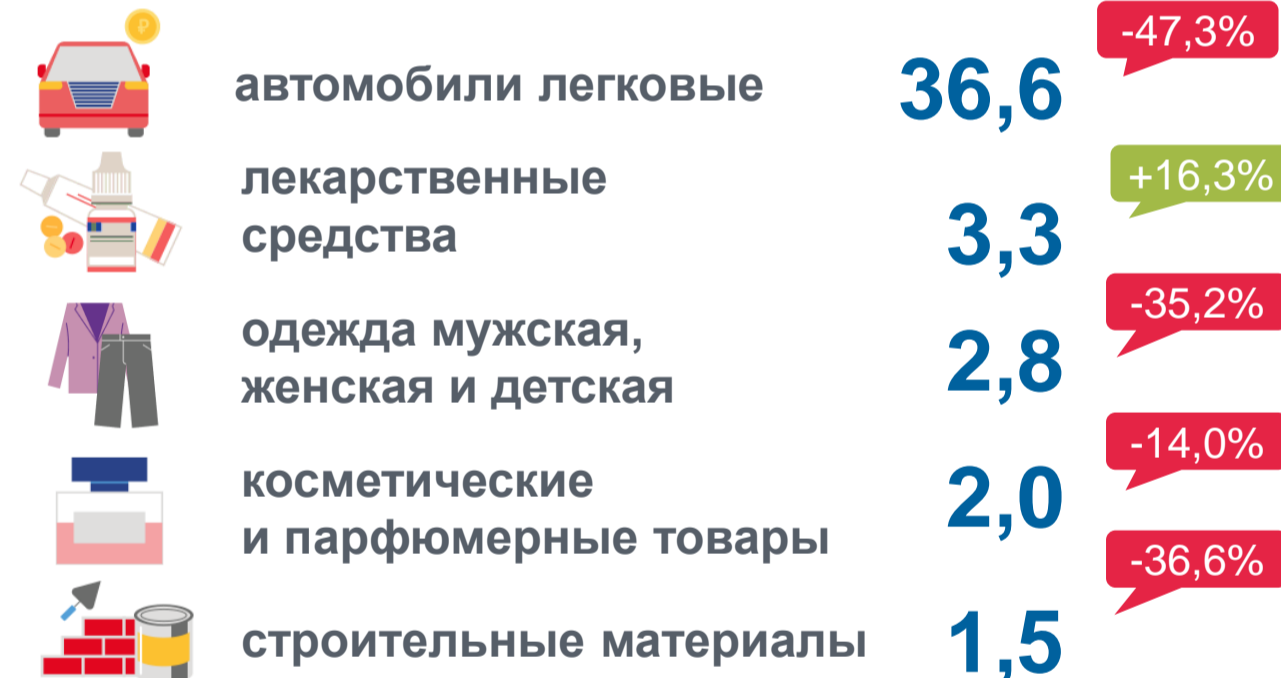 -47,3%
автомобили легковые 36,6
+16,3%
лекарственные
средства 3,3
-35,2%
одежда мужская,
женская и детская 2,8
-14,0%
косметические
и парфюмерные товары 2,0
-36,6%
строительные материалы 1,5